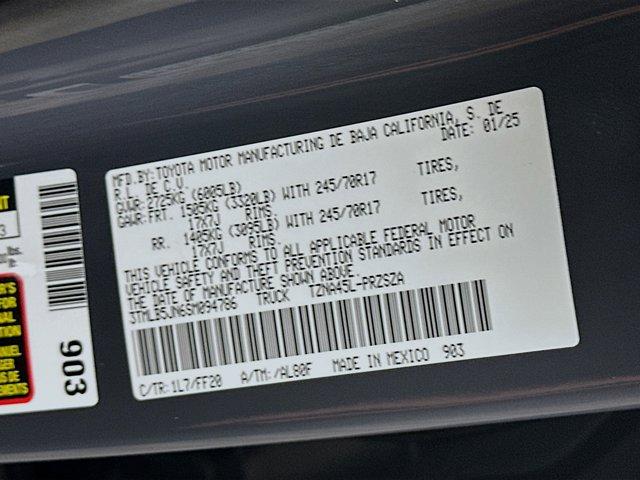 MFD.BY:TOYOTA MOTOR MANUFACTURING DE BAJA CALIFORNIA, S. DE
R.L. DE C.V. DATE: 01/25
GVWR:2725KG (6005LB)
GAWR:FRT. 1505KG (3320LB) WITH 245/70R17 TIRES,
17X7J RIMS.
RR. 1405KG (3095LB) WITH 245/70R17 TIRES,
17X7J RIMS.
THIS VEHICLE CONFORMS TO ALL APPLICABLE FEDERAL MOTOR
VEHICLE SAFETY AND THEFT PREVENTION STANDARDS IN EFFECT ON
THE DATE OF MANUFACTURE SHOWN ABOVE.
3TMLB5JN6SM094786 TRUCK TZNA45L-PRZSZA
C/TR:1L7/FF20 A/TM:/AL80F MADE IN MEXICO 903
903